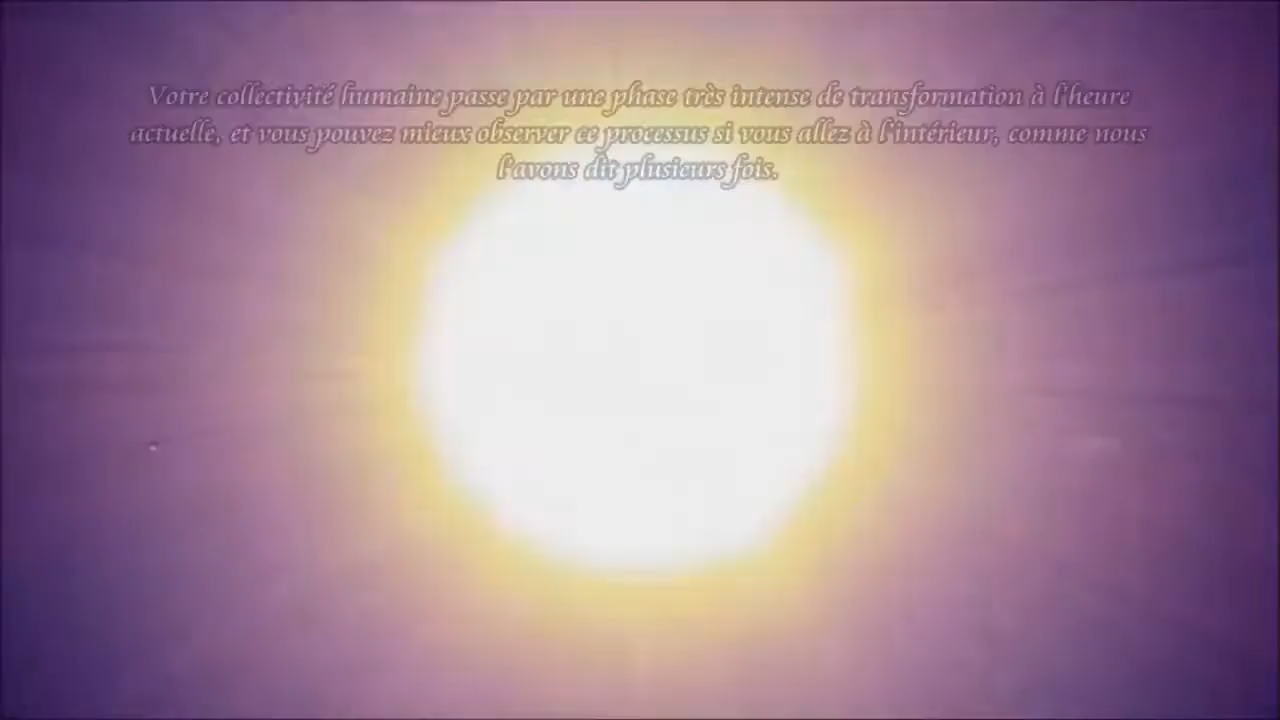 Votre collectivité humaine passe par une phase très intense de transformation à l'heure
actuelle, et vous pouvez mieux observer ce processus si vous allez à l'intérieur, comme nous
l'avons dit plusieurs fois.